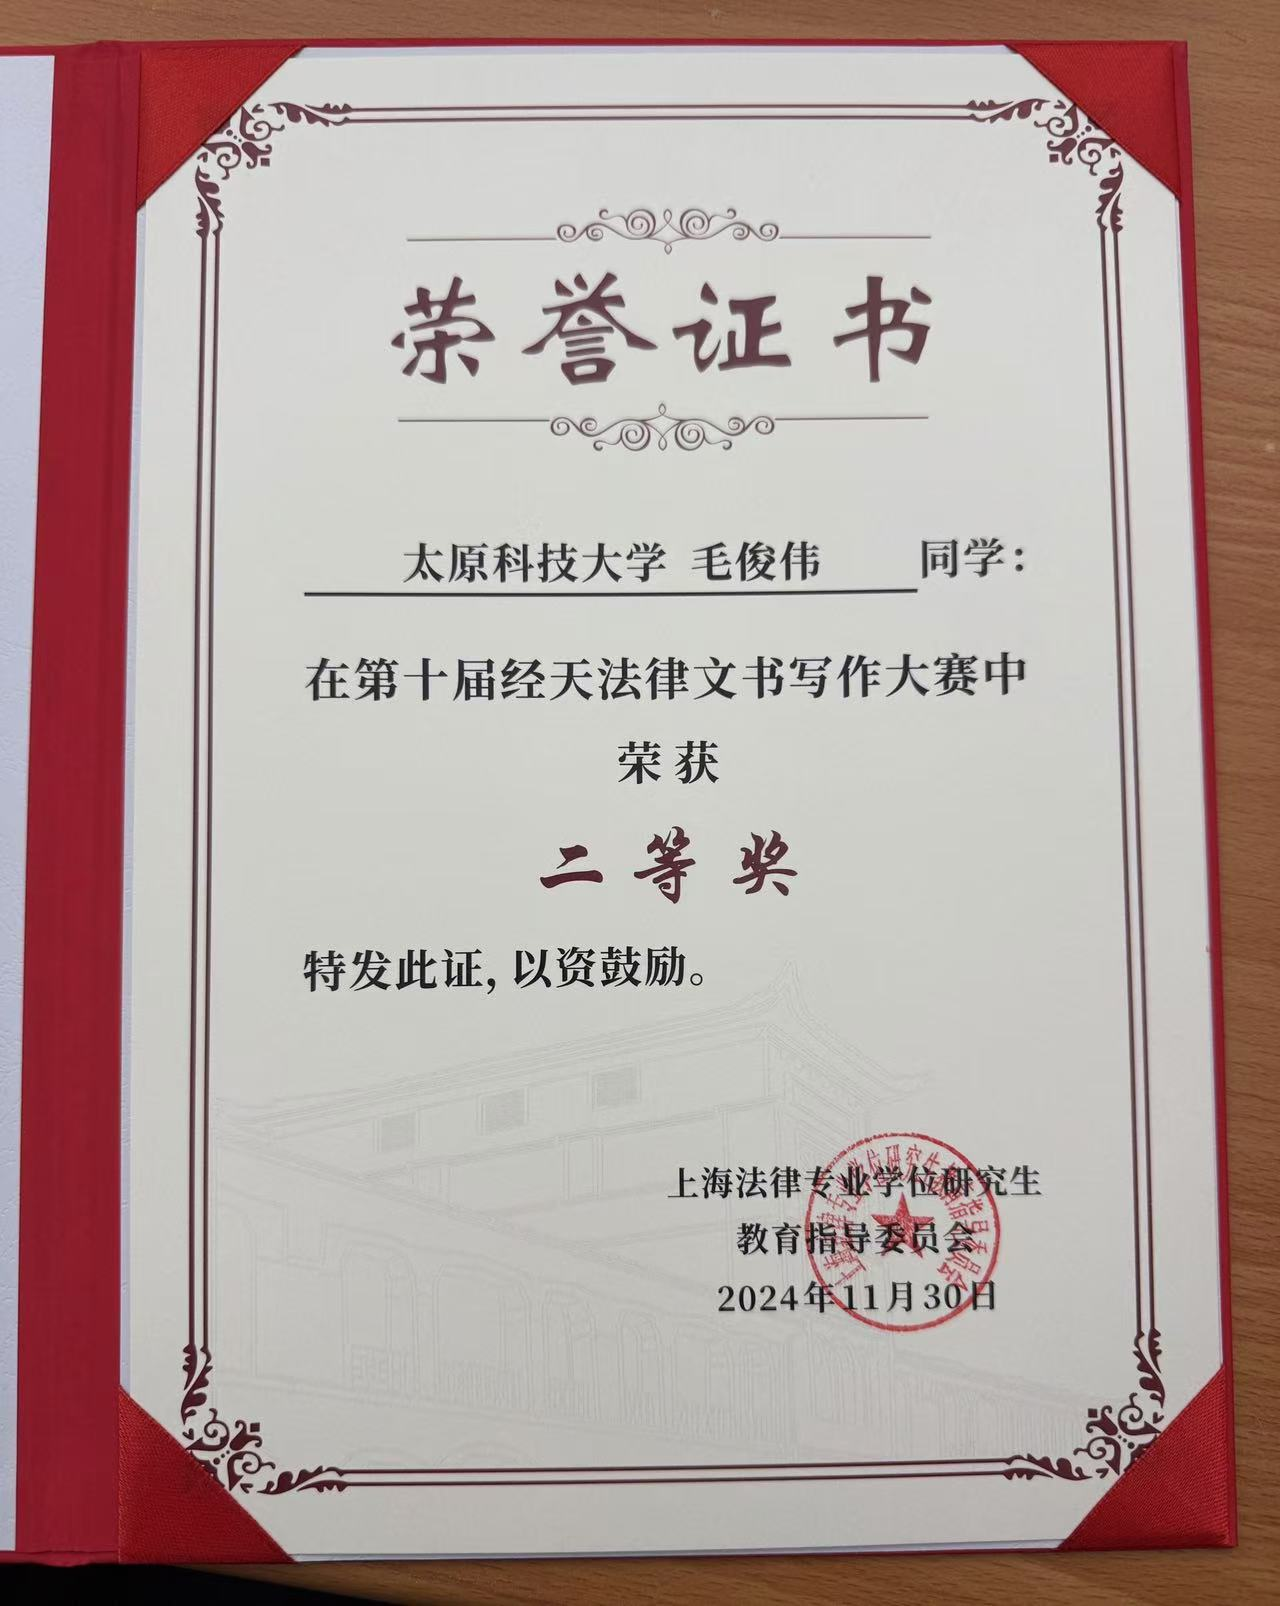 荣誉证书
太原科技大学 毛俊伟 同学：
在第十届经天法律文书写作大赛中
荣获
二等奖
特发此证，以资鼓励。
上海法律专业学位研究生
教育指导委员会
2024年11月30日